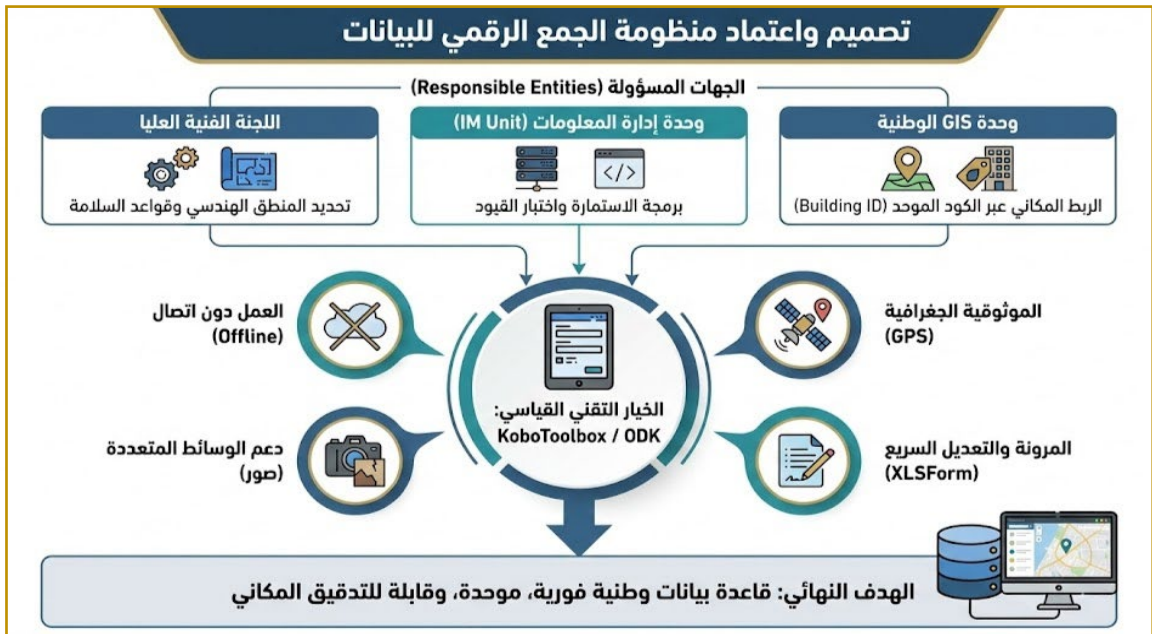 تصميم واعتماد منظومة الجمع الرقمي للبيانات
الجهات المسؤولة (Responsible Entities)
وحدة GIS الوطنية
الربط المكاني عبر الكود الموحد (Building ID)
وحدة إدارة المعلومات (IM Unit)
</>
برمجة الاستمارة واختبار القيود
اللجنة الفنية العليا
تحديد المنطق الهندسي وقواعد السلامة
الموثوقية الجغرافية
(GPS)
العمل دون اتصال
(Offline)
الخيار التقني القياسي:
KoboToolbox / ODK
المرونة والتعديل السريع
(XLSForm)
دعم الوسائط المتعددة
(صور)
الهدف النهائي: قاعدة بيانات وطنية فورية، موحدة، وقابلة للتدقيق المكاني